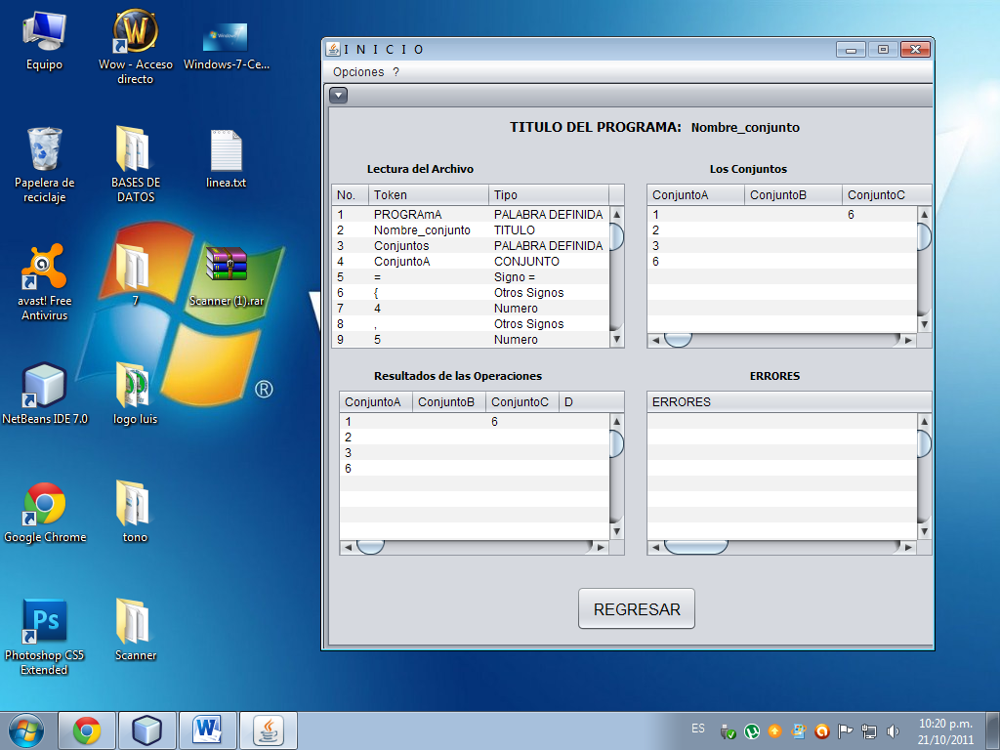 Equipo
Wow - Acceso directo
Windows-7-Ce...
Papelera de reciclaje
BASES DE DATOS
linea.txt
avast! Free Antivirus
7
Scanner (1).rar
®
NetBeans IDE 7.0
logo luis
Google Chrome
tono
Ps
Photoshop CS5 Extended
Scanner
I N I C I O
Opciones ?
TITULO DEL PROGRAMA: Nombre_conjunto
Lectura del Archivo
No. Token Tipo
1 PROGRAmA PALABRA DEFINIDA
2 Nombre_conjunto TITULO
3 Conjuntos PALABRA DEFINIDA
4 ConjuntoA CONJUNTO
5 = Signo =
6 { Otros Signos
7 4 Numero
8 , Otros Signos
9 5 Numero
Los Conjuntos
ConjuntoA ConjuntoB ConjuntoC
1 6
2
3
6
Resultados de las Operaciones
ConjuntoA ConjuntoB ConjuntoC D
1 6
2
3
6
ERRORES
ERRORES
REGRESAR
ES
10:20 p.m.
21/10/2011